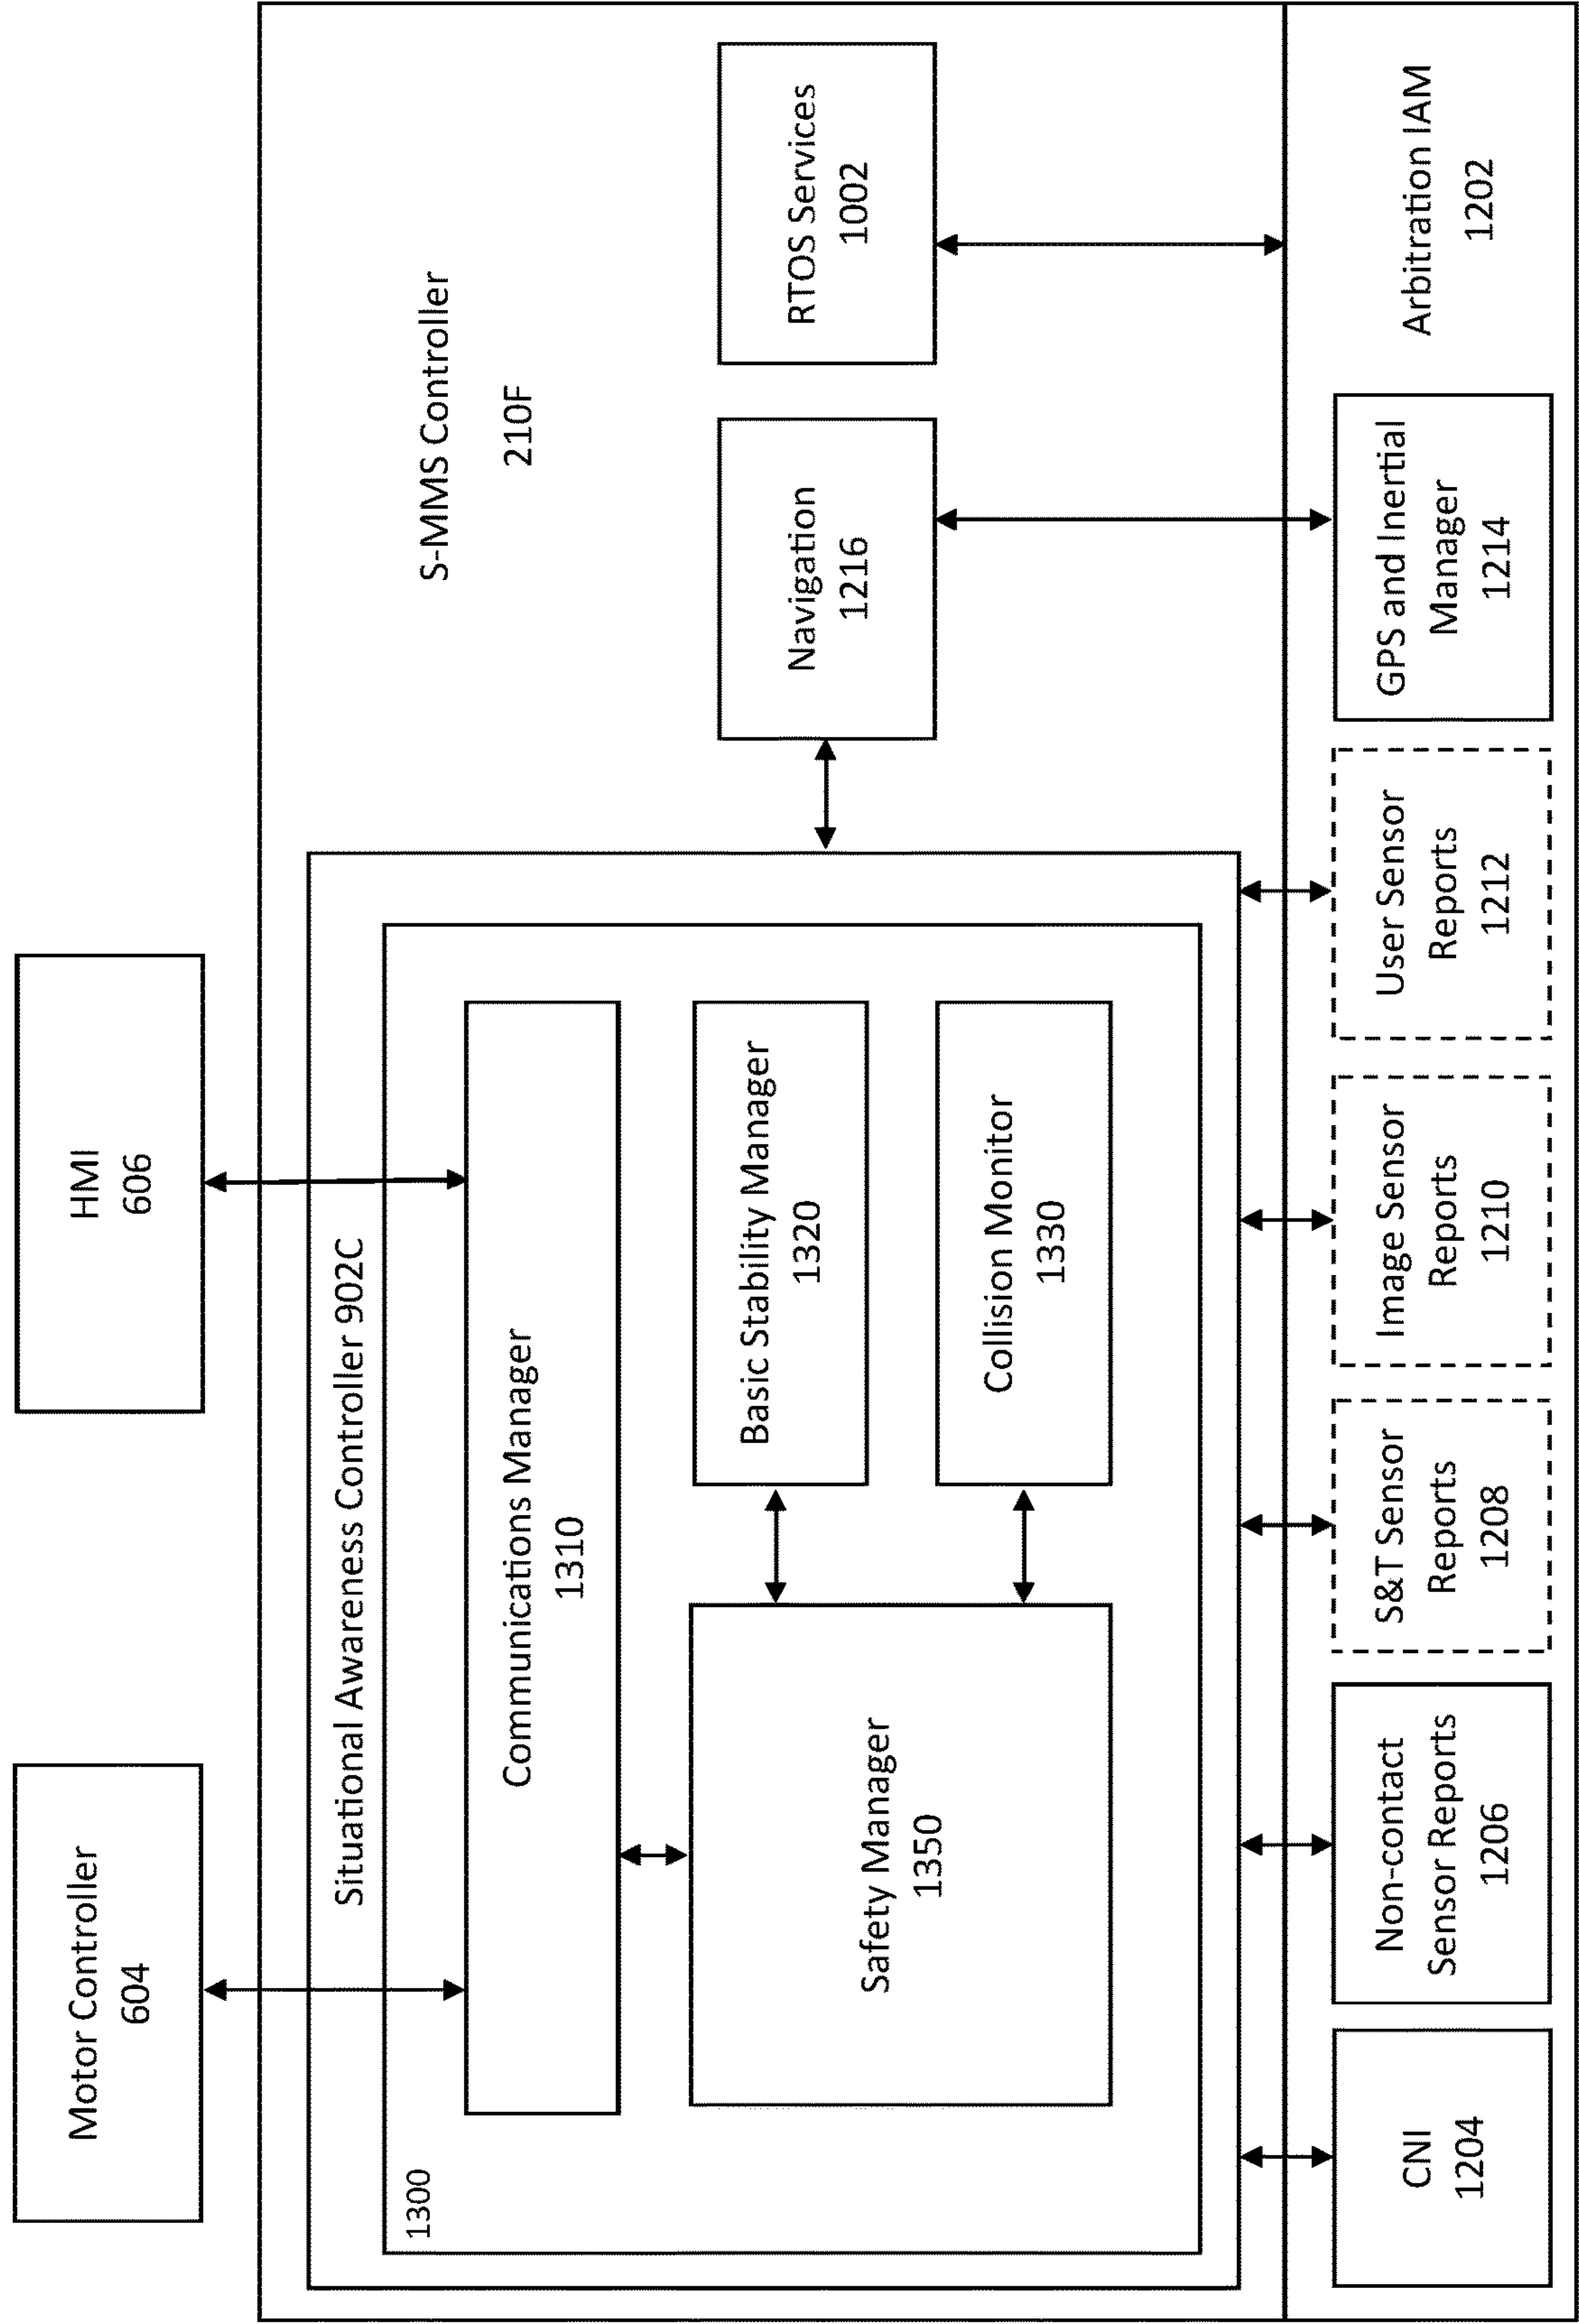 Motor Controller
604
HMI
606
S-MMS Controller
210F
Situational Awareness Controller 902C
1300
Communications Manager
1310
Safety Manager
1350
Basic Stability Manager
1320
Collision Monitor
1330
Navigation
1216
RTOS Services
1002
CNI
1204
Non-contact
Sensor Reports
1206
S&T Sensor
Reports
1208
Image Sensor
Reports
1210
User Sensor
Reports
1212
GPS and Inertial
Manager
1214
Arbitration IAM
1202